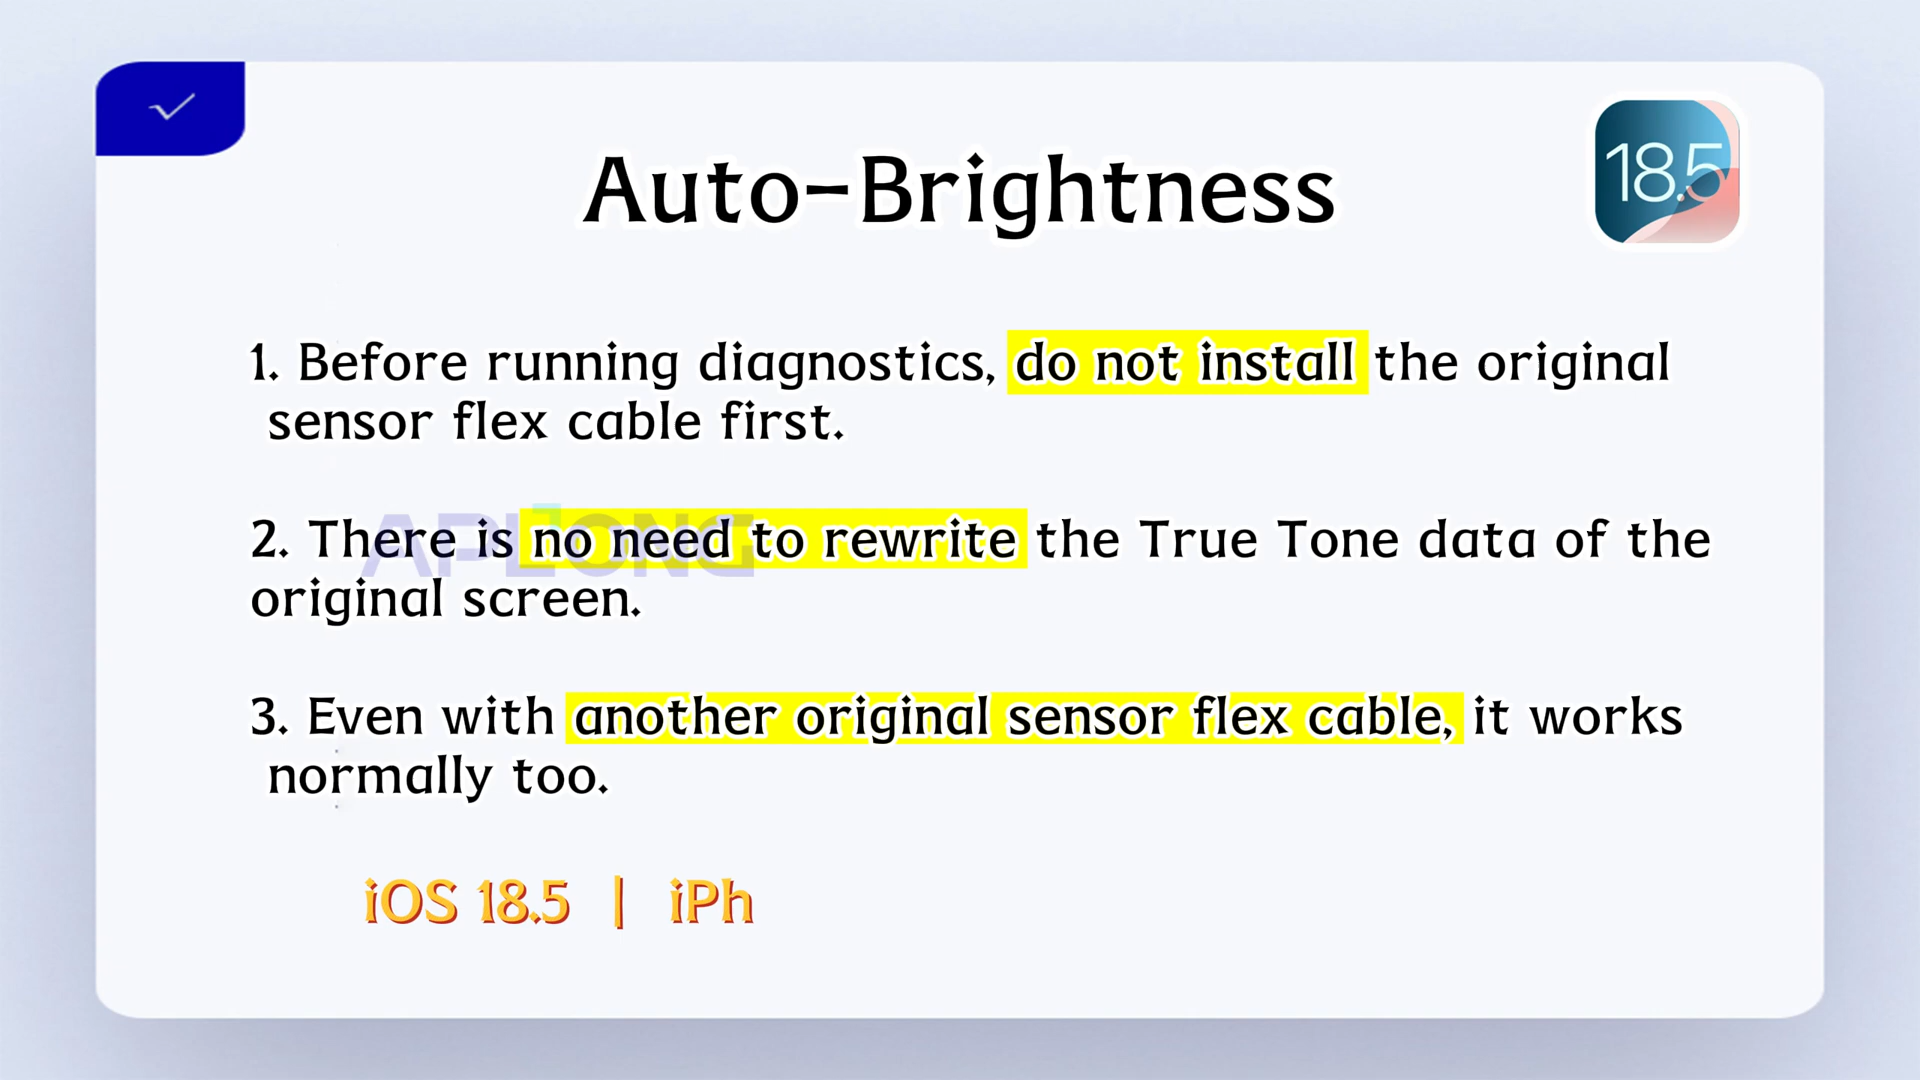 18.5
Auto-Brightness
1. Before running diagnostics, do not install the original
sensor flex cable first.
2. There is no need to rewrite the True Tone data of the
original screen.
APLONG
3. Even with another original sensor flex cable, it works
normally too.
iOS 18.5 | iPh